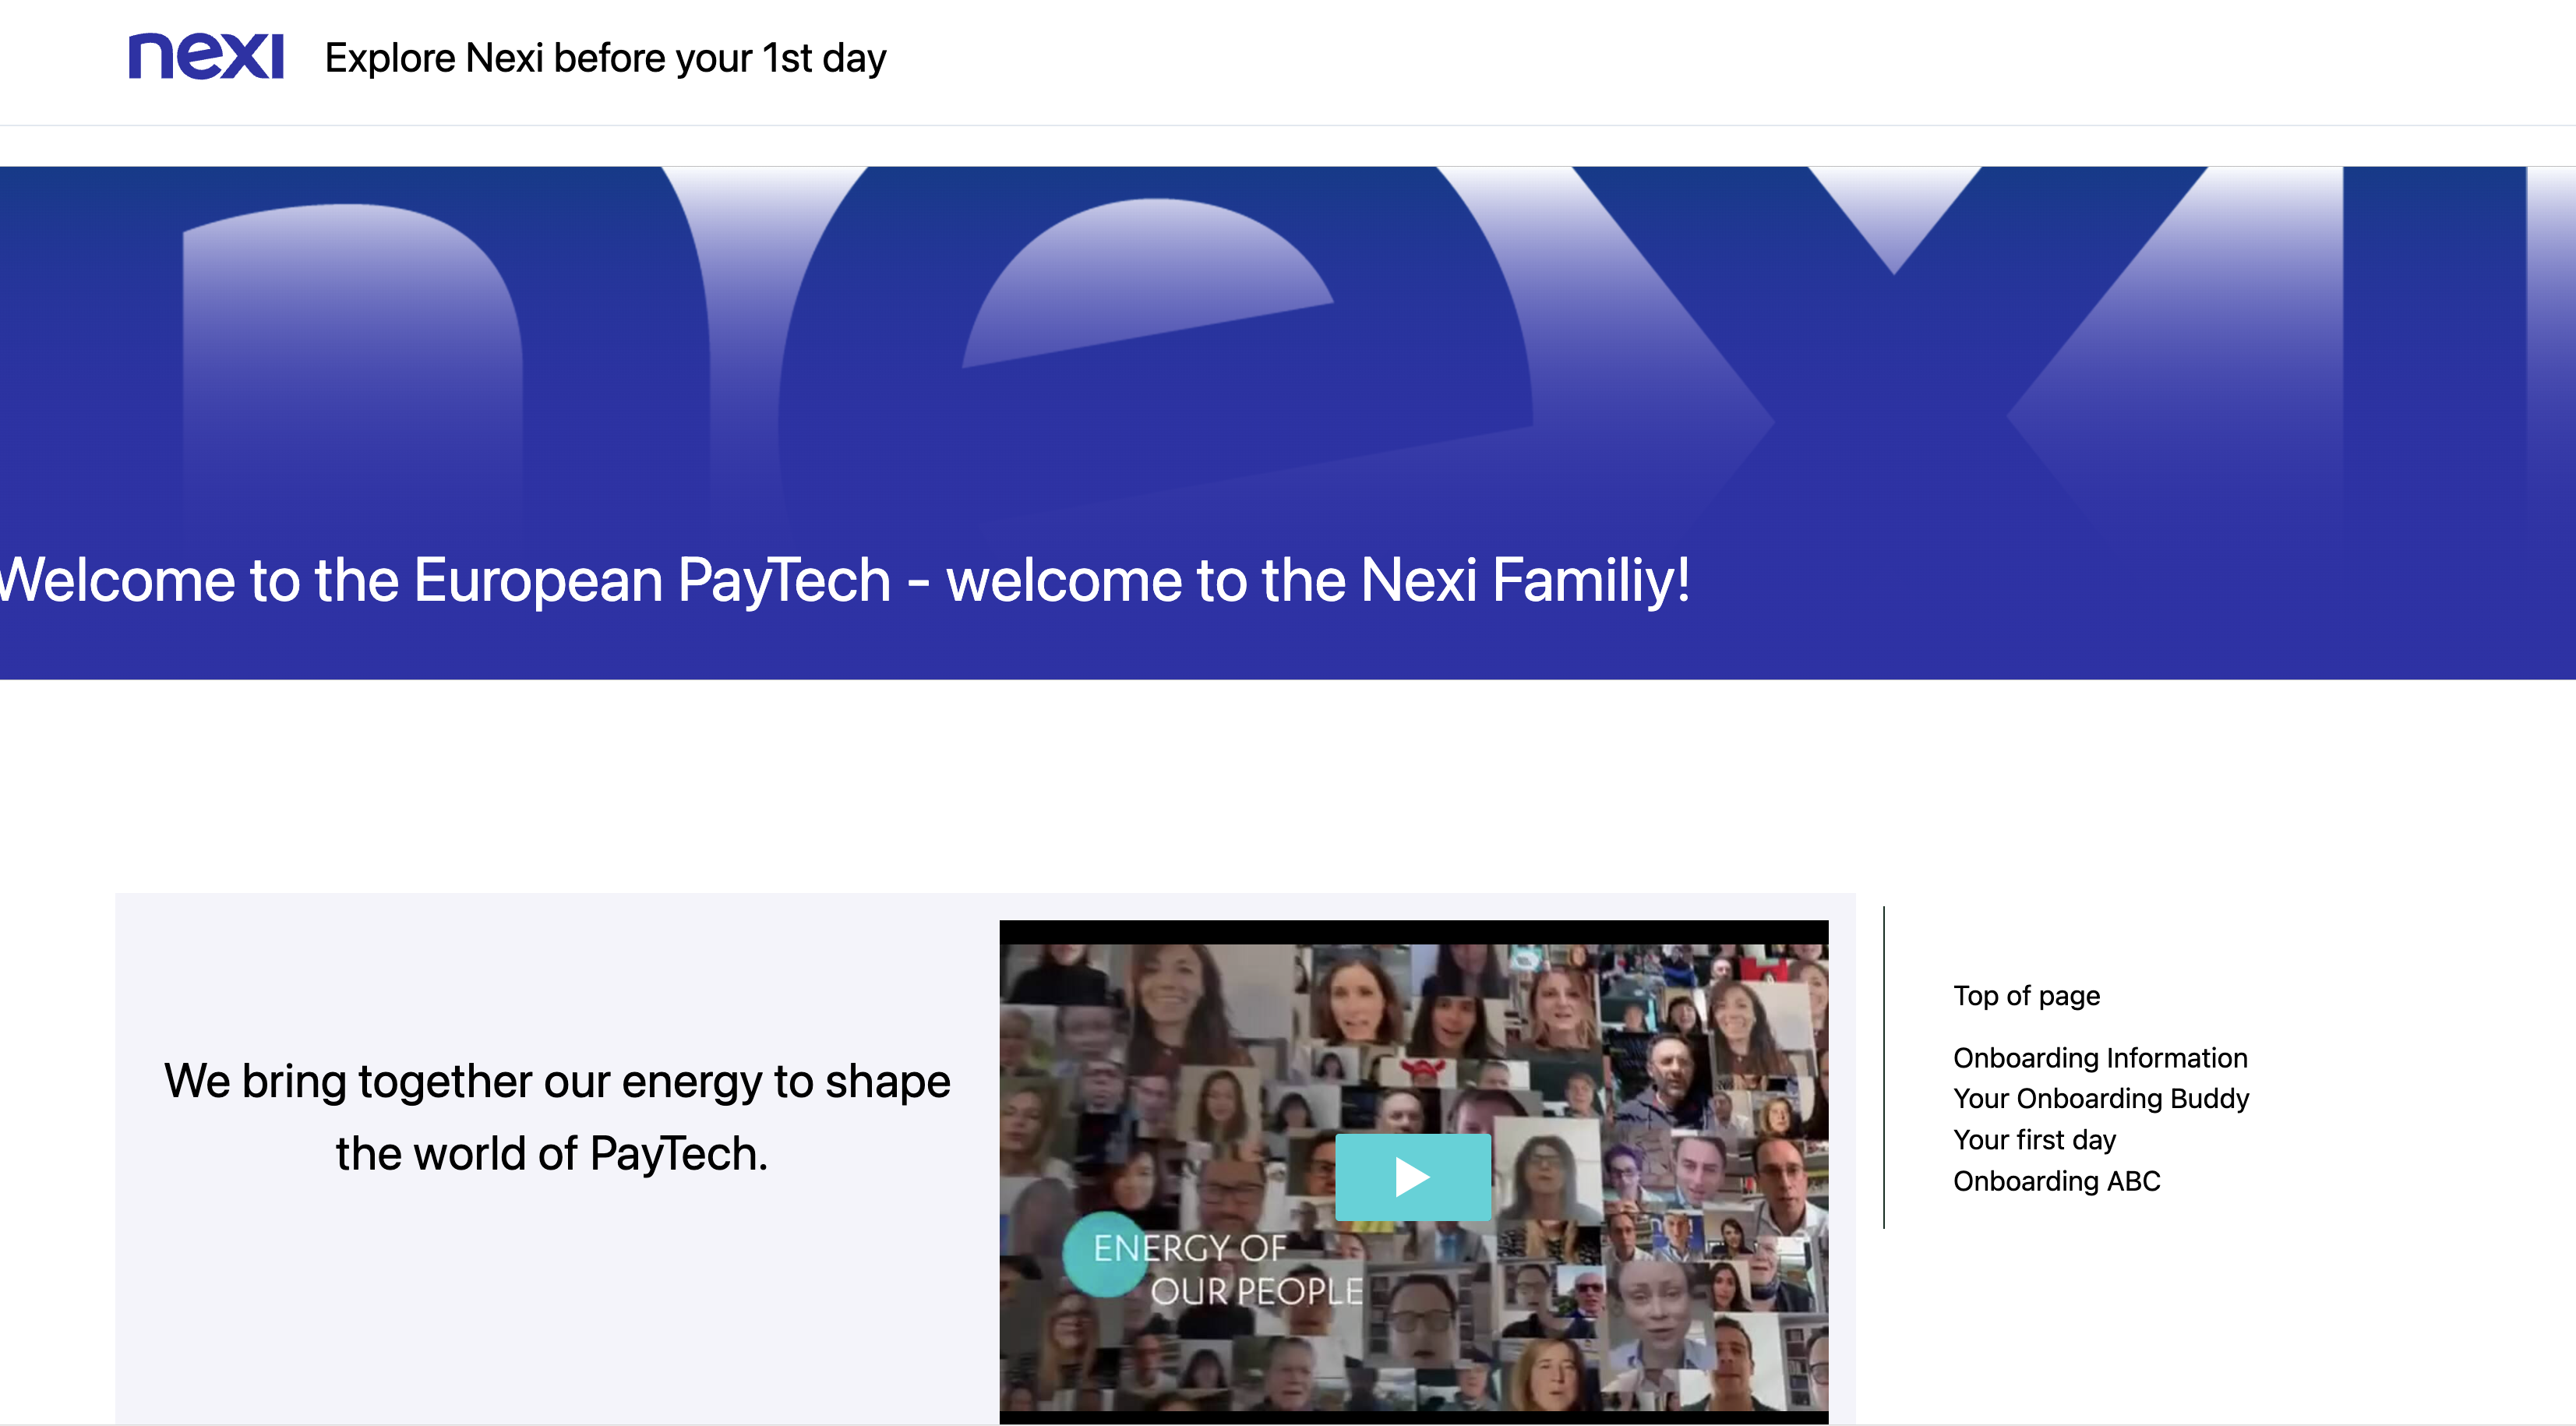 nexi
Explore Nexi before your 1st day
nexi
Welcome to the European PayTech - welcome to the Nexi Familiy!
We bring together our energy to shape
the world of PayTech.
ENERGY OF
OUR PEOPLE
Top of page
Onboarding Information
Your Onboarding Buddy
Your first day
Onboarding ABC